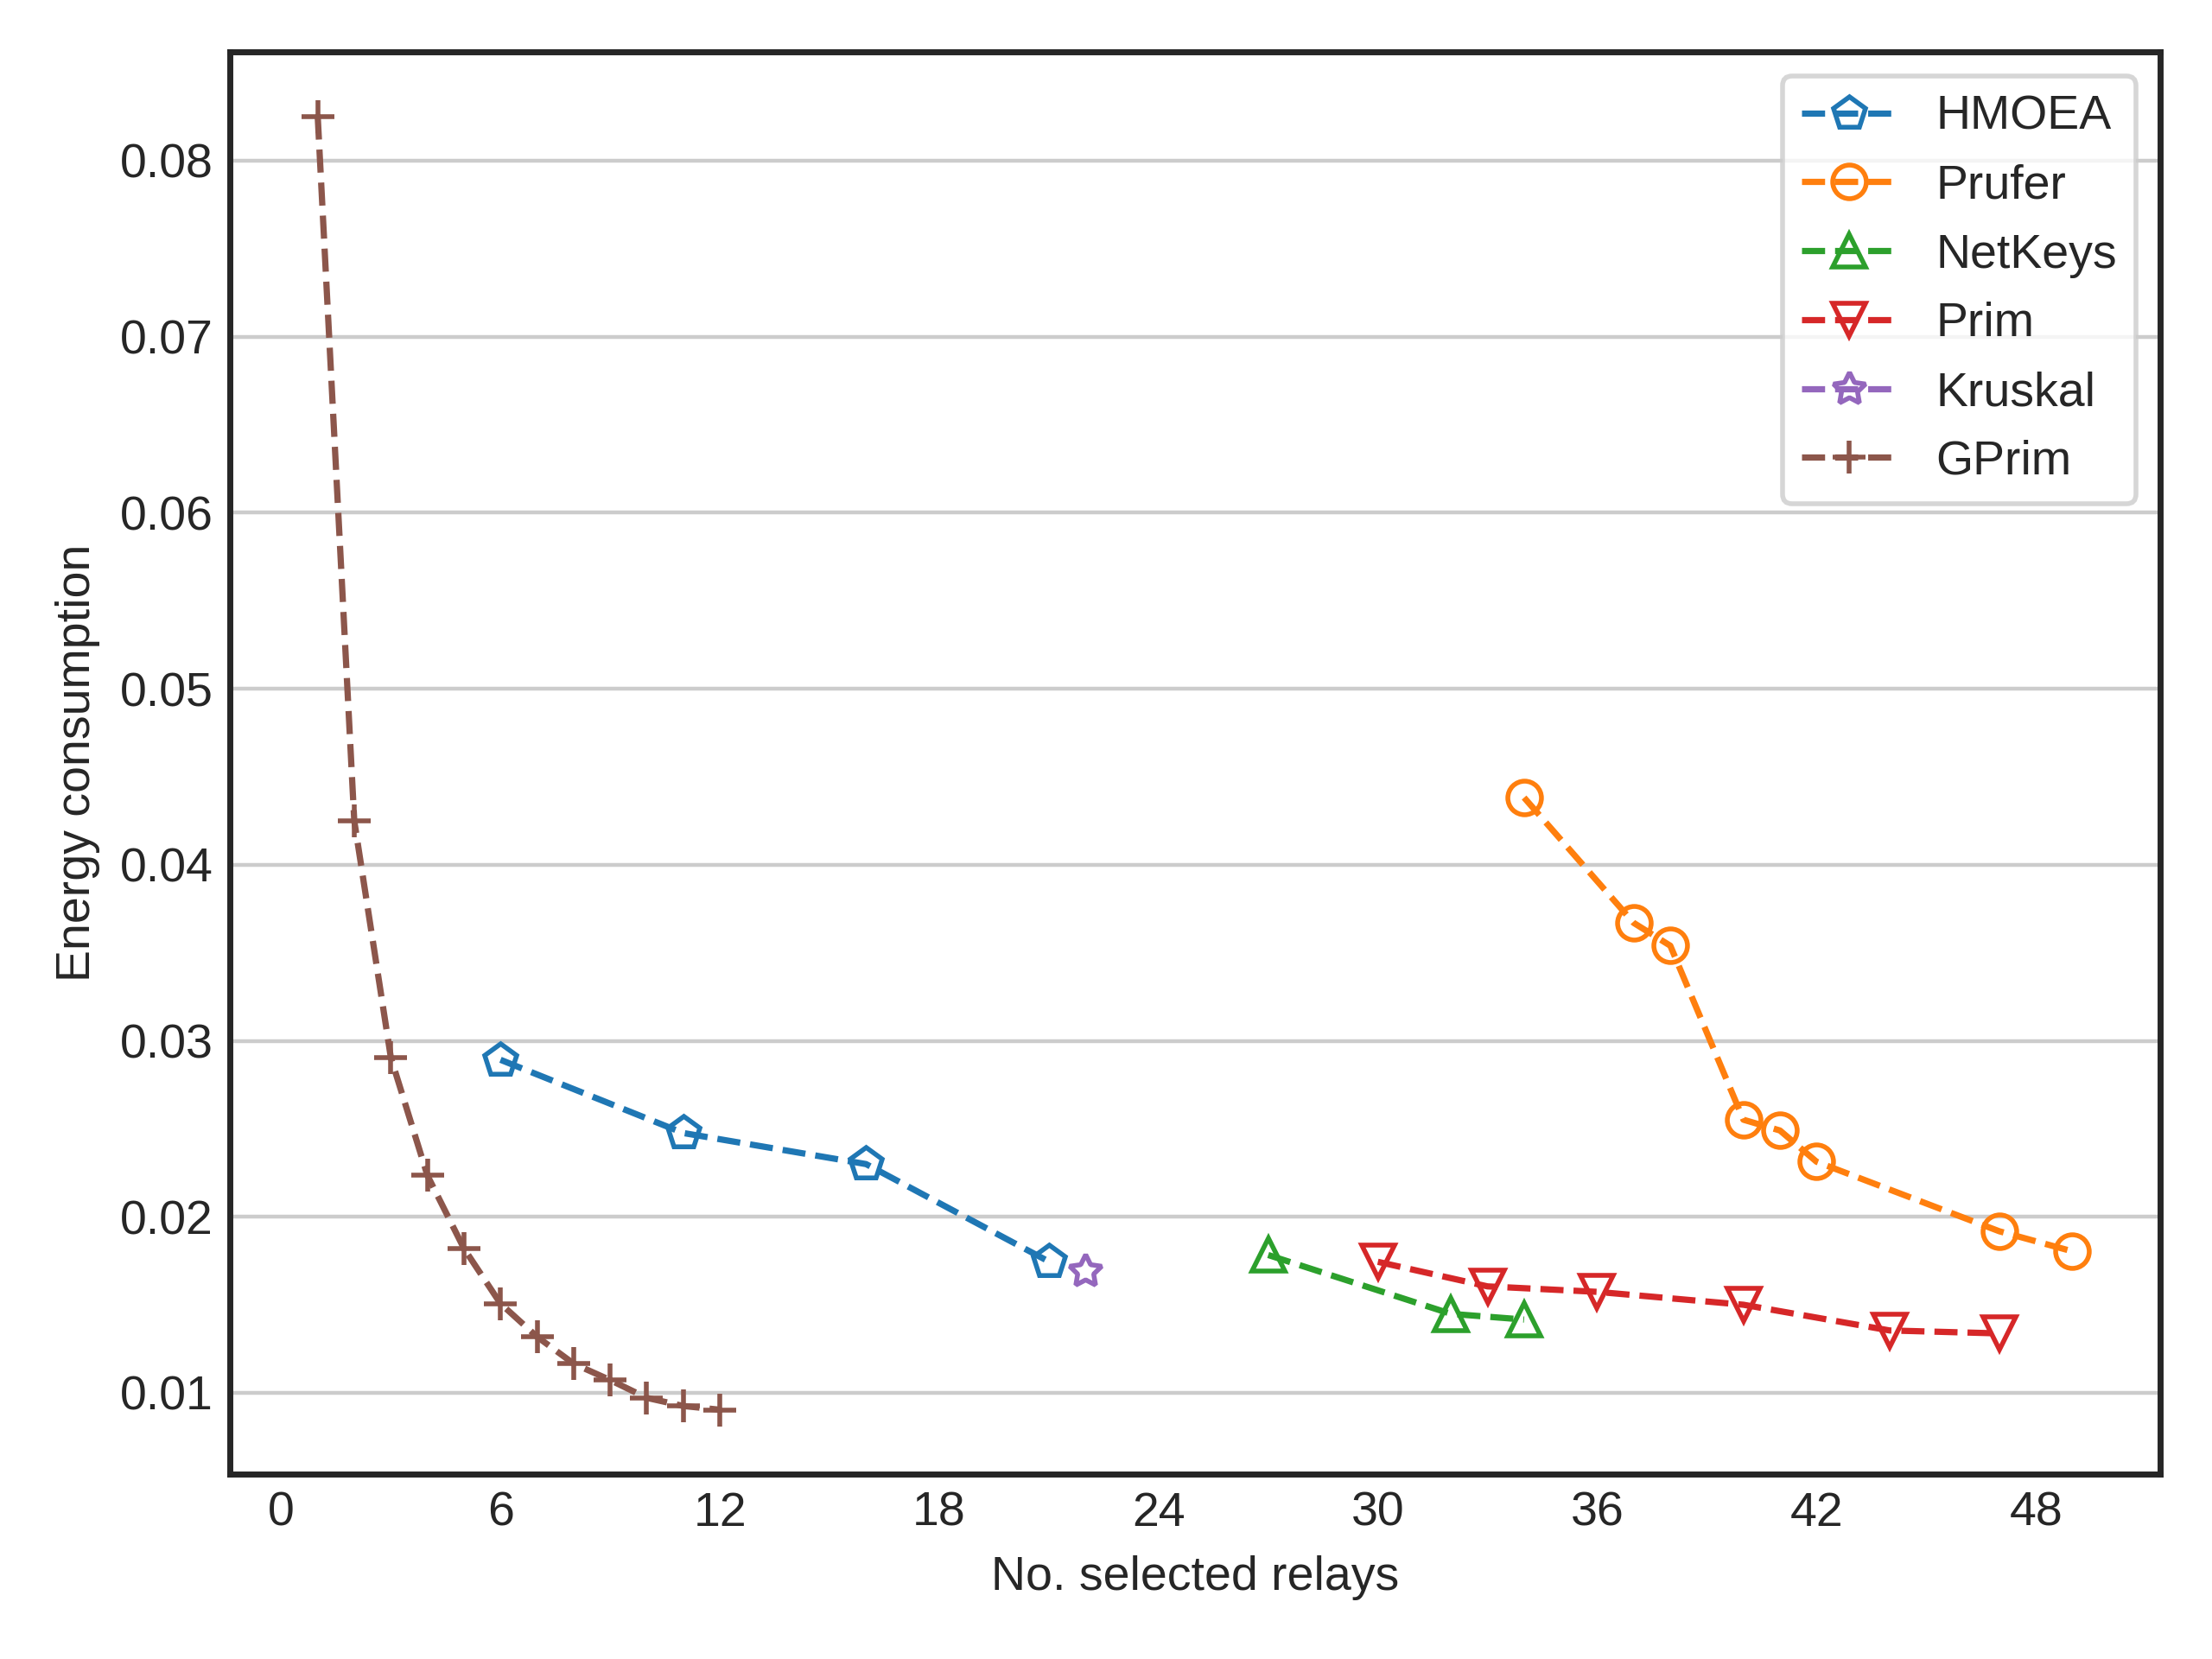 HMOEA
Prufer
NetKeys
Prim
Kruskal
GPrim
0.08
0.07
0.06
0.05
0.04
0.03
0.02
0.01
Energy consumption
0 6 12 18 24 30 36 42 48
No. selected relays